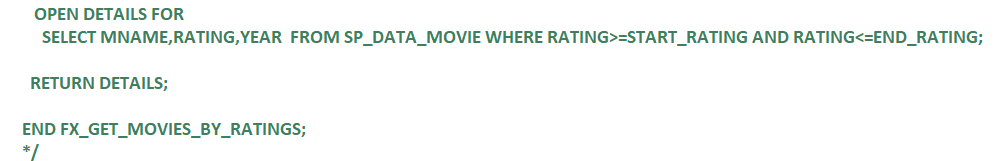 OPEN DETAILS FOR
SELECT MNAME,RATING,YEAR  FROM SP_DATA_MOVIE WHERE RATING>=START_RATING AND RATING<=END_RATING;
RETURN DETAILS;
END FX_GET_MOVIES_BY_RATINGS;
*/